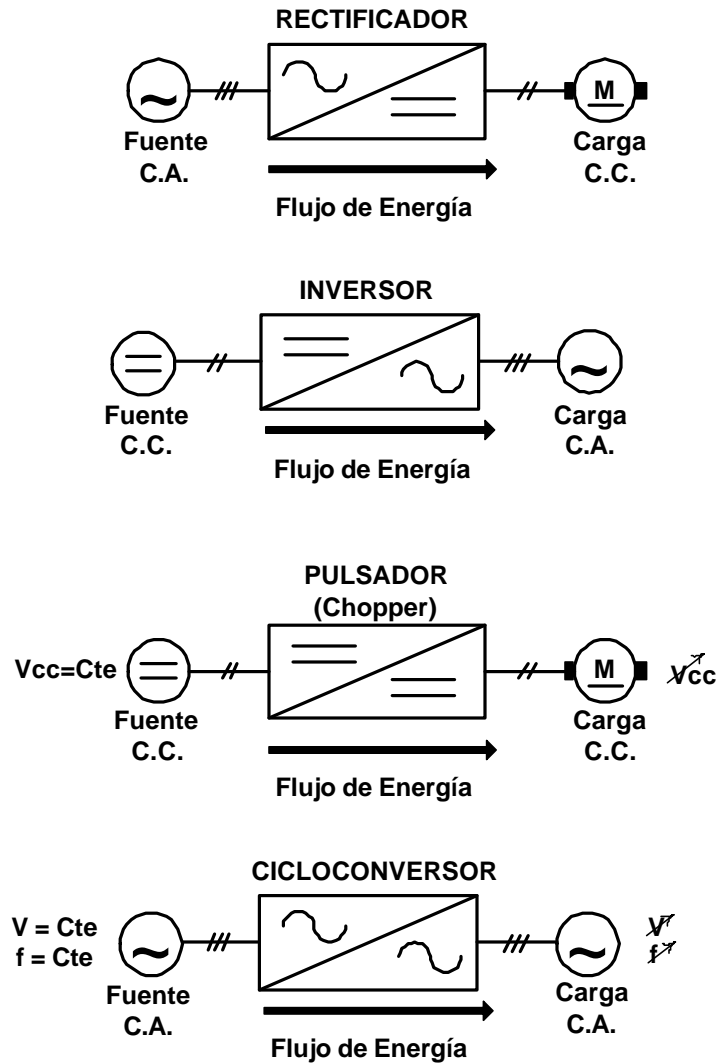 RECTIFICADOR
M
Fuente
C.A.
Carga
C.C.
Flujo de Energía
INVERSOR
Fuente
C.C.
Carga
C.A.
Flujo de Energía
PULSADOR
(Chopper)
Vcc=Cte
M
Vcc
Fuente
C.C.
Carga
C.C.
Flujo de Energía
CICLOCONVERSOR
V = Cte
f = Cte
V
f
Fuente
C.A.
Carga
C.A.
Flujo de Energía